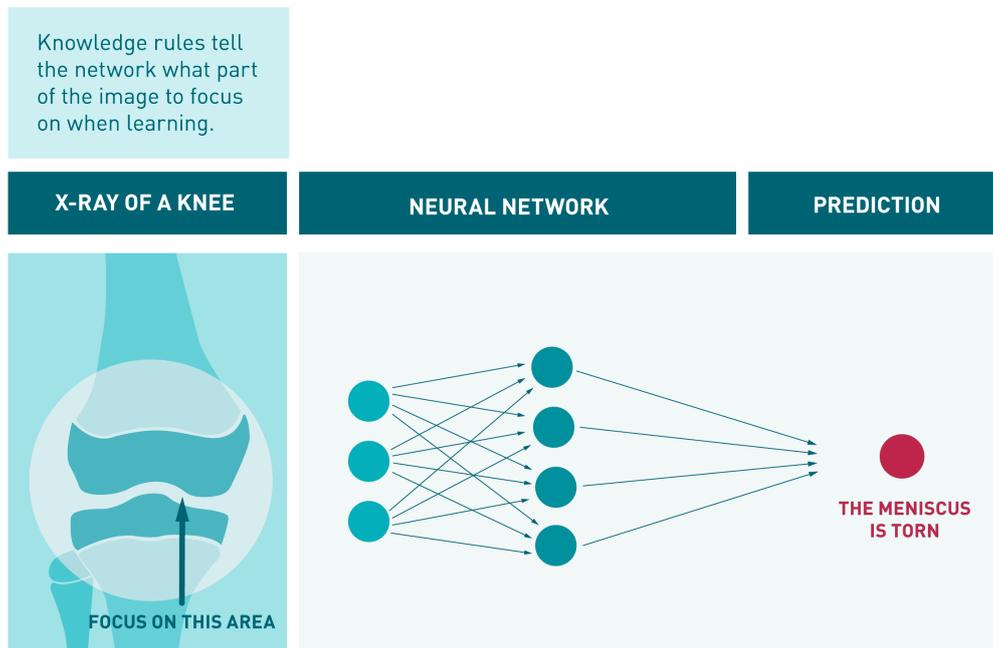 Knowledge rules tell
the network what part
of the image to focus
on when learning.
X-RAY OF A KNEE
NEURAL NETWORK
PREDICTION
THE MENISCUS
IS TORN
FOCUS ON THIS AREA